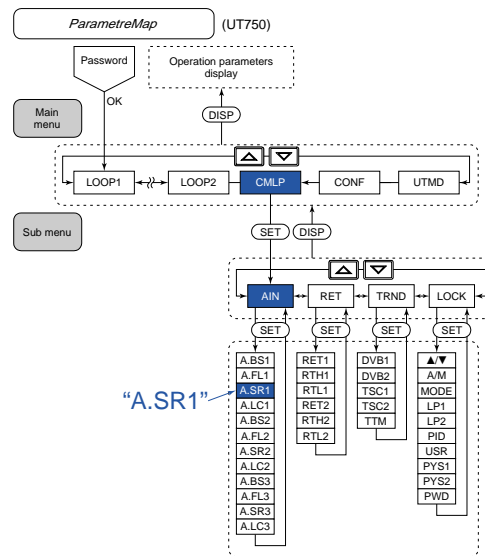 ParametreMap (UT750)
Password
Operation parameters
display
OK
Main
menu
DISP
△ ▽
LOOP1 LOOP2 CMLP CONF UTMD
Sub menu
SET DISP
△ ▽
AIN RET TRND LOCK
SET SET SET SET
A.BS1
A.FL1
A.SR1
A.LC1
A.BS2
A.FL2
A.SR2
A.LC2
A.BS3
A.FL3
A.SR3
A.LC3
"A.SR1"
RET1
RTH1
RTL1
RET2
RTH2
RTL2
DVB1
DVB2
TSC1
TSC2
TTM
▲/▼
A/M
MODE
LP1
LP2
PID
USR
PYS1
PYS2
PWD